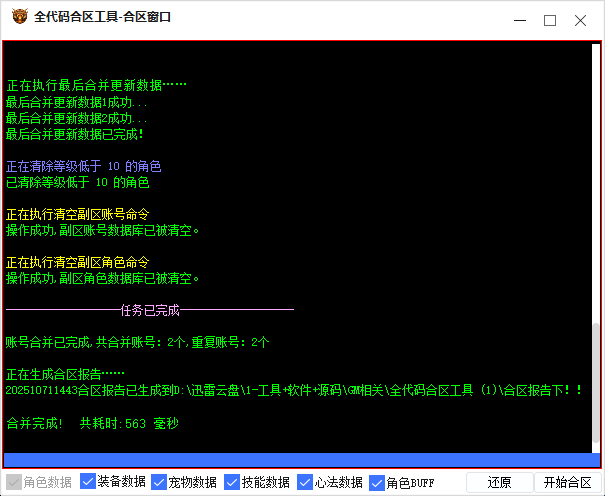 全代码合区工具-合区窗口
正在执行最后合并更新数据……
最后合并更新数据1成功...
最后合并更新数据2成功...
最后合并更新数据已完成!
正在清除等级低于 10 的角色
已清除等级低于 10 的角色
正在执行清空副区账号命令
操作成功,副区账号数据库已被清空。
正在执行清空副区角色命令
操作成功,副区角色数据库已被清空。
———————————任务已完成———————————
账号合并已完成,共合并账号: 2个,重复账号: 2个
正在生成合区报告……
202510711443合区报告已生成到D:\迅雷云盘\1-工具+软件+源码\GM相关\全代码合区工具 (1)\合区报告下!!
合并完成! 共耗时:563 毫秒
角色数据 装备数据 宠物数据 技能数据 心法数据 角色BUFF 还原 开始合区